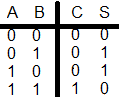 A B C S
0 0 0 0
0 1 0 1
1 0 0 1
1 1 1 0